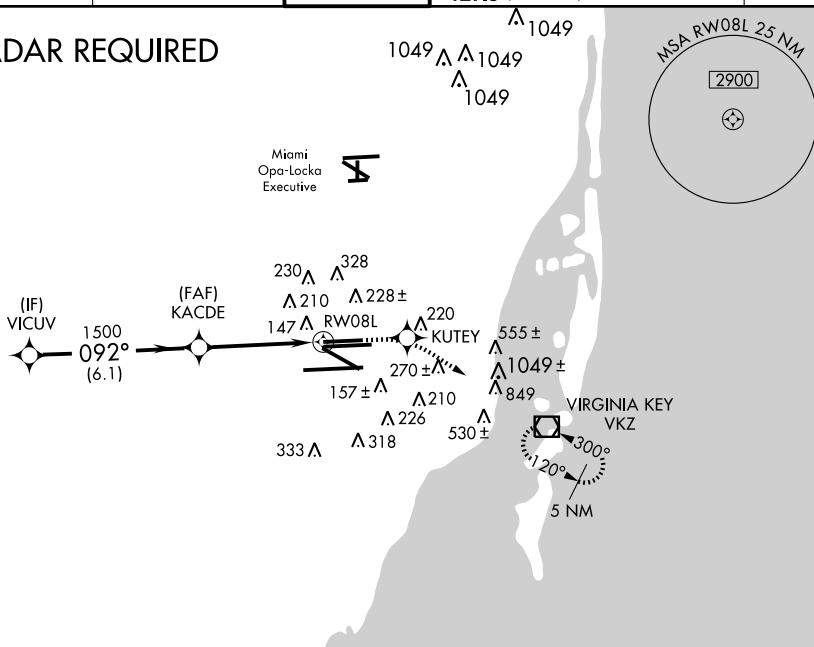 1049
1049
1049
1049
MSA RW08L 25 NM
2900
RADAR REQUIRED
Miami
Opa-Locka
Executive
230
328
210
228 ±
147
RW08L
220
KUTEY
(IF)
VICUV
1500
092°
(6.1)
(FAF)
KACDE
555 ±
270 ±
1049 ±
157 ±
849
210
226
530 ±
333
318
VIRGINIA KEY
VKZ
300°
120°
5 NM